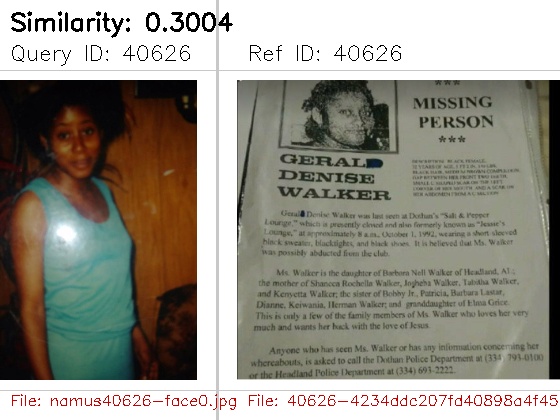 Similarity: 0.3004
Query ID: 40626
Ref ID: 40626
***
MISSING
PERSON
***
GERALD
DENISE
WALKER
DESCRIPTION: BLACK, FEMALE,
Gerald Denise Walker was last seen at Dothan's "Salt & Pepper
Lounge," which is presently closed and also formerly known as "Jessie's
Lounge," at approximately 8 a.m., October 1, 1992, wearing a short sleeved
black sweater, black tights, and black shoes. It is believed that Ms. Walker
was possibly abducted from the club.
Ms. Walker is the daughter of Barbara Nell Walker of Headland, AL;
the mother of Shaneca Rochelle Walker, Jogheba Walker, Tabitha Walker,
and Kenyetta Walker; the sister of Bobby Jr., Patricia, Barbara Lastar,
Dianne, Keiwania, Herman Walker; and granddaughter of Elma Grice.
This is only a few of the family members of Ms. Walker who loves her very
much and wants her back with the love of Jesus.
Anyone who has seen Ms. Walker or has any information concerning her
whereabouts, is asked to call the Dothan Police Department at (334) 793-0100
or the Headland Police Department at (334) 693-2222.
File: namus40626-face0.jpg
File: 40626-4234ddc207fd40898a4f45